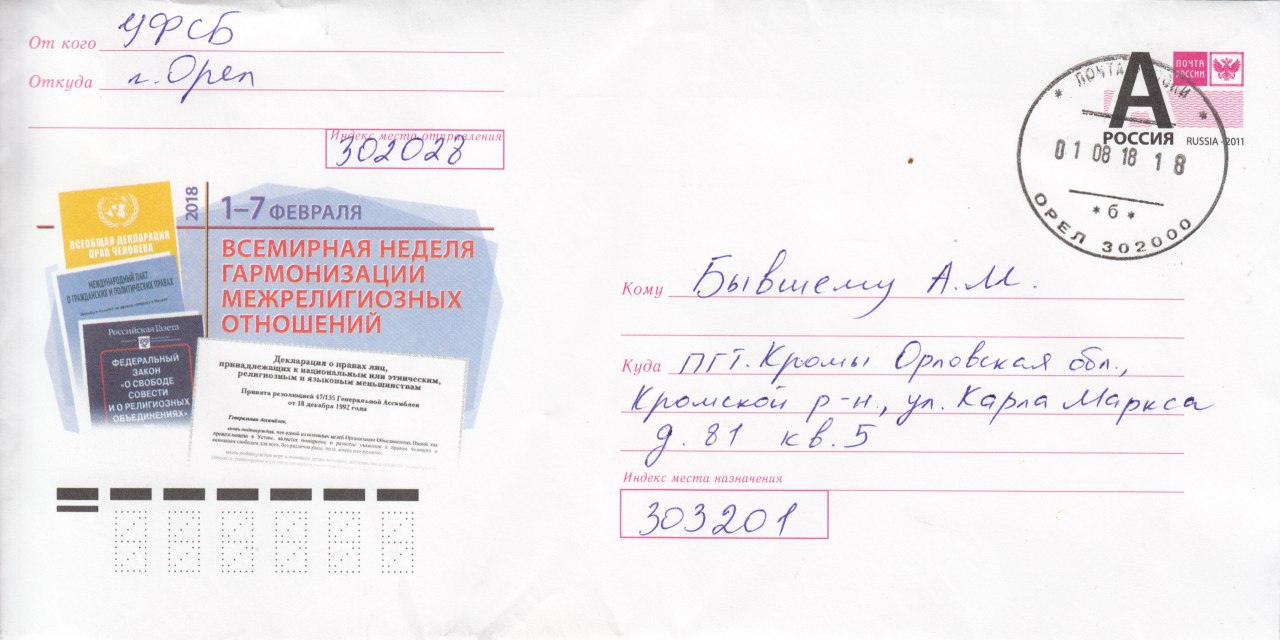 От кого УФСБ
Откуда г. Орел
Индекс места отправления
302028
ПОЧТА РОССИИ
А
РОССИЯ
RUSSIA · 2011
* ПОЧТА *
01 08 18 18
* б *
ОРЕЛ 302000
2018
1–7 ФЕВРАЛЯ
ВСЕМИРНАЯ НЕДЕЛЯ
ГАРМОНИЗАЦИИ
МЕЖРЕЛИГИОЗНЫХ
ОТНОШЕНИЙ
ВСЕОБЩАЯ ДЕКЛАРАЦИЯ
ПРАВ ЧЕЛОВЕКА
МЕЖДУНАРОДНЫЙ ПАКТ
О ГРАЖДАНСКИХ И ПОЛИТИЧЕСКИХ ПРАВАХ
Российская Газета
ФЕДЕРАЛЬНЫЙ
ЗАКОН
«О СВОБОДЕ
СОВЕСТИ
И О РЕЛИГИОЗНЫХ
ОБЪЕДИНЕНИЯХ»
Декларация о правах лиц,
принадлежащих к национальным или этническим,
религиозным и языковым меньшинствам
Принята резолюцией 47/135 Генеральной Ассамблеи
от 18 декабря 1992 года
Генеральная Ассамблея,
Кому Бывшему А.М.
Куда ПГТ. Кромы Орловская обл.,
Кромской р-н., ул. Карла Маркса
д. 81 кв. 5
Индекс места назначения
303201